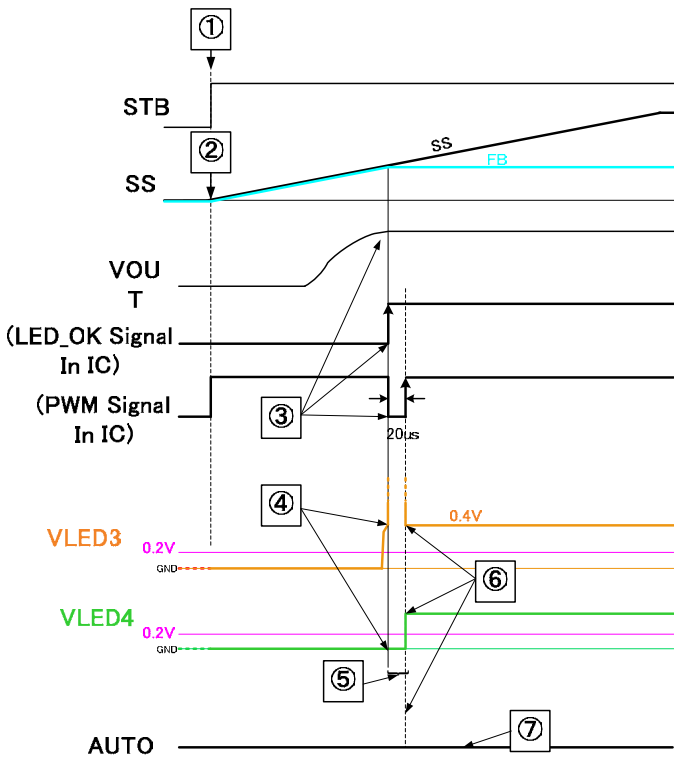 ①
STB
②
SS
SS
FB
VOU
T
(LED_OK Signal
In IC)
(PWM Signal
In IC)
③
20us
④
VLED3
0.2V
GND
0.4V
⑥
VLED4
0.2V
GND
⑤
⑦
AUTO